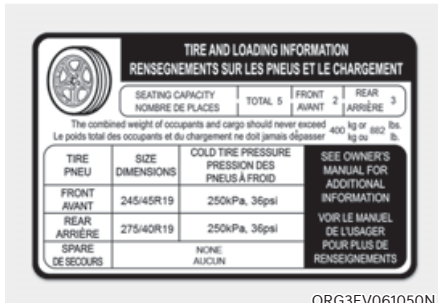 TIRE AND LOADING INFORMATION
RENSEGNEMENTS SUR LES PNEUS ET LE CHARGEMENT
SEATING CAPACITY
NOMBRE DE PLACES
TOTAL 5
FRONT
AVANT
2
REAR
ARRIÈRE
3
The combined weight of occupants and cargo should never exceed 400 kg or 882 lbs.
Le poids total des occupants et du chargement ne doit jamais dépasser kg ou lb.
TIRE
PNEU
SIZE
DIMENSIONS
COLD TIRE PRESSURE
PRESSION DES
PNEUS À FROID
SEE OWNER'S
MANUAL FOR
ADDITIONAL
INFORMATION
VOIR LE MANUEL
DE L'USAGER
POUR PLUS DE
RENSEIGNEMENTS
FRONT
AVANT
245/45R19
250kPa, 36psi
REAR
ARRIÈRE
275/40R19
250kPa, 36psi
SPARE
DE SECOURS
NONE
AUCUN
ORG3EV061050N